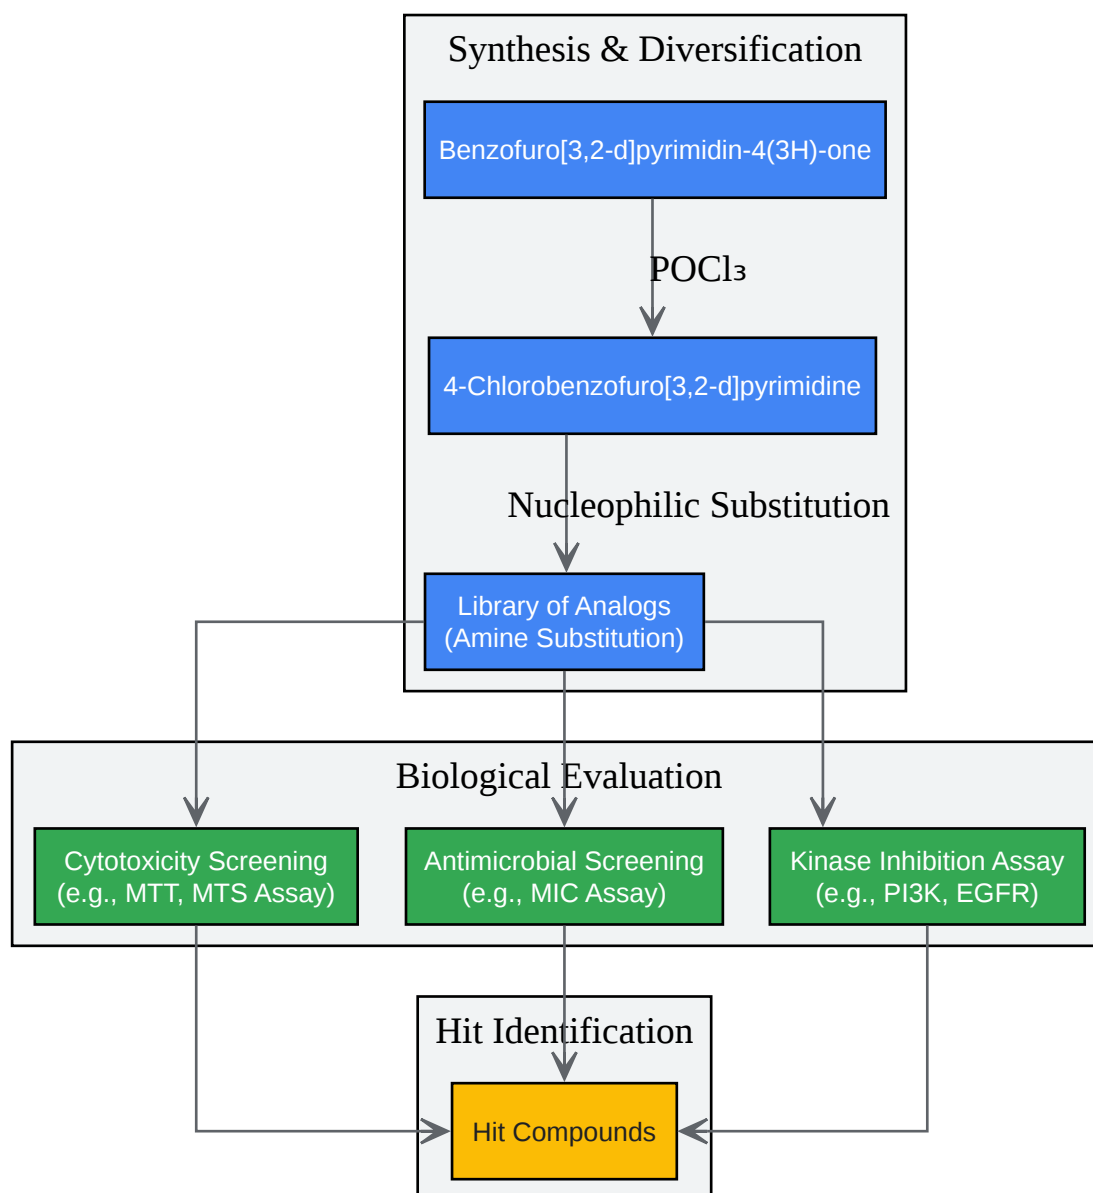 Synthesis & Diversification
Benzofuro[3,2-d]pyrimidin-4(3H)-one
POCl₃
4-Chlorobenzofuro[3,2-d]pyrimidine
Nucleophilic Substitution
Library of Analogs
(Amine Substitution)
Biological Evaluation
Cytotoxicity Screening
(e.g., MTT, MTS Assay)
Antimicrobial Screening
(e.g., MIC Assay)
Kinase Inhibition Assay
(e.g., PI3K, EGFR)
Hit Identification
Hit Compounds